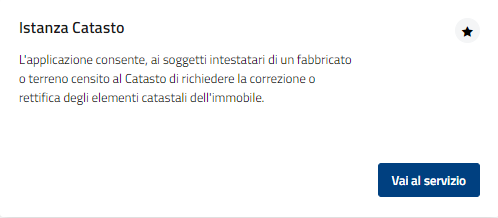 Istanza Catasto
L'applicazione consente, ai soggetti intestatari di un fabbricato
o terreno censito al Catasto di richiedere la correzione o
rettifica degli elementi catastali dell'immobile.
Vai al servizio